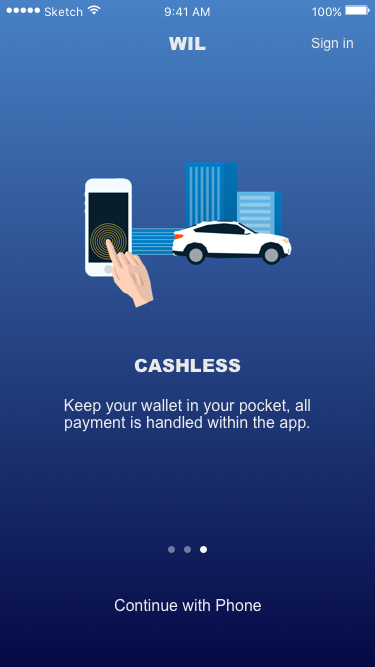 Sketch 9:41 AM 100%
WIL Sign in
CASHLESS
Keep your wallet in your pocket, all
payment is handled within the app.
Continue with Phone